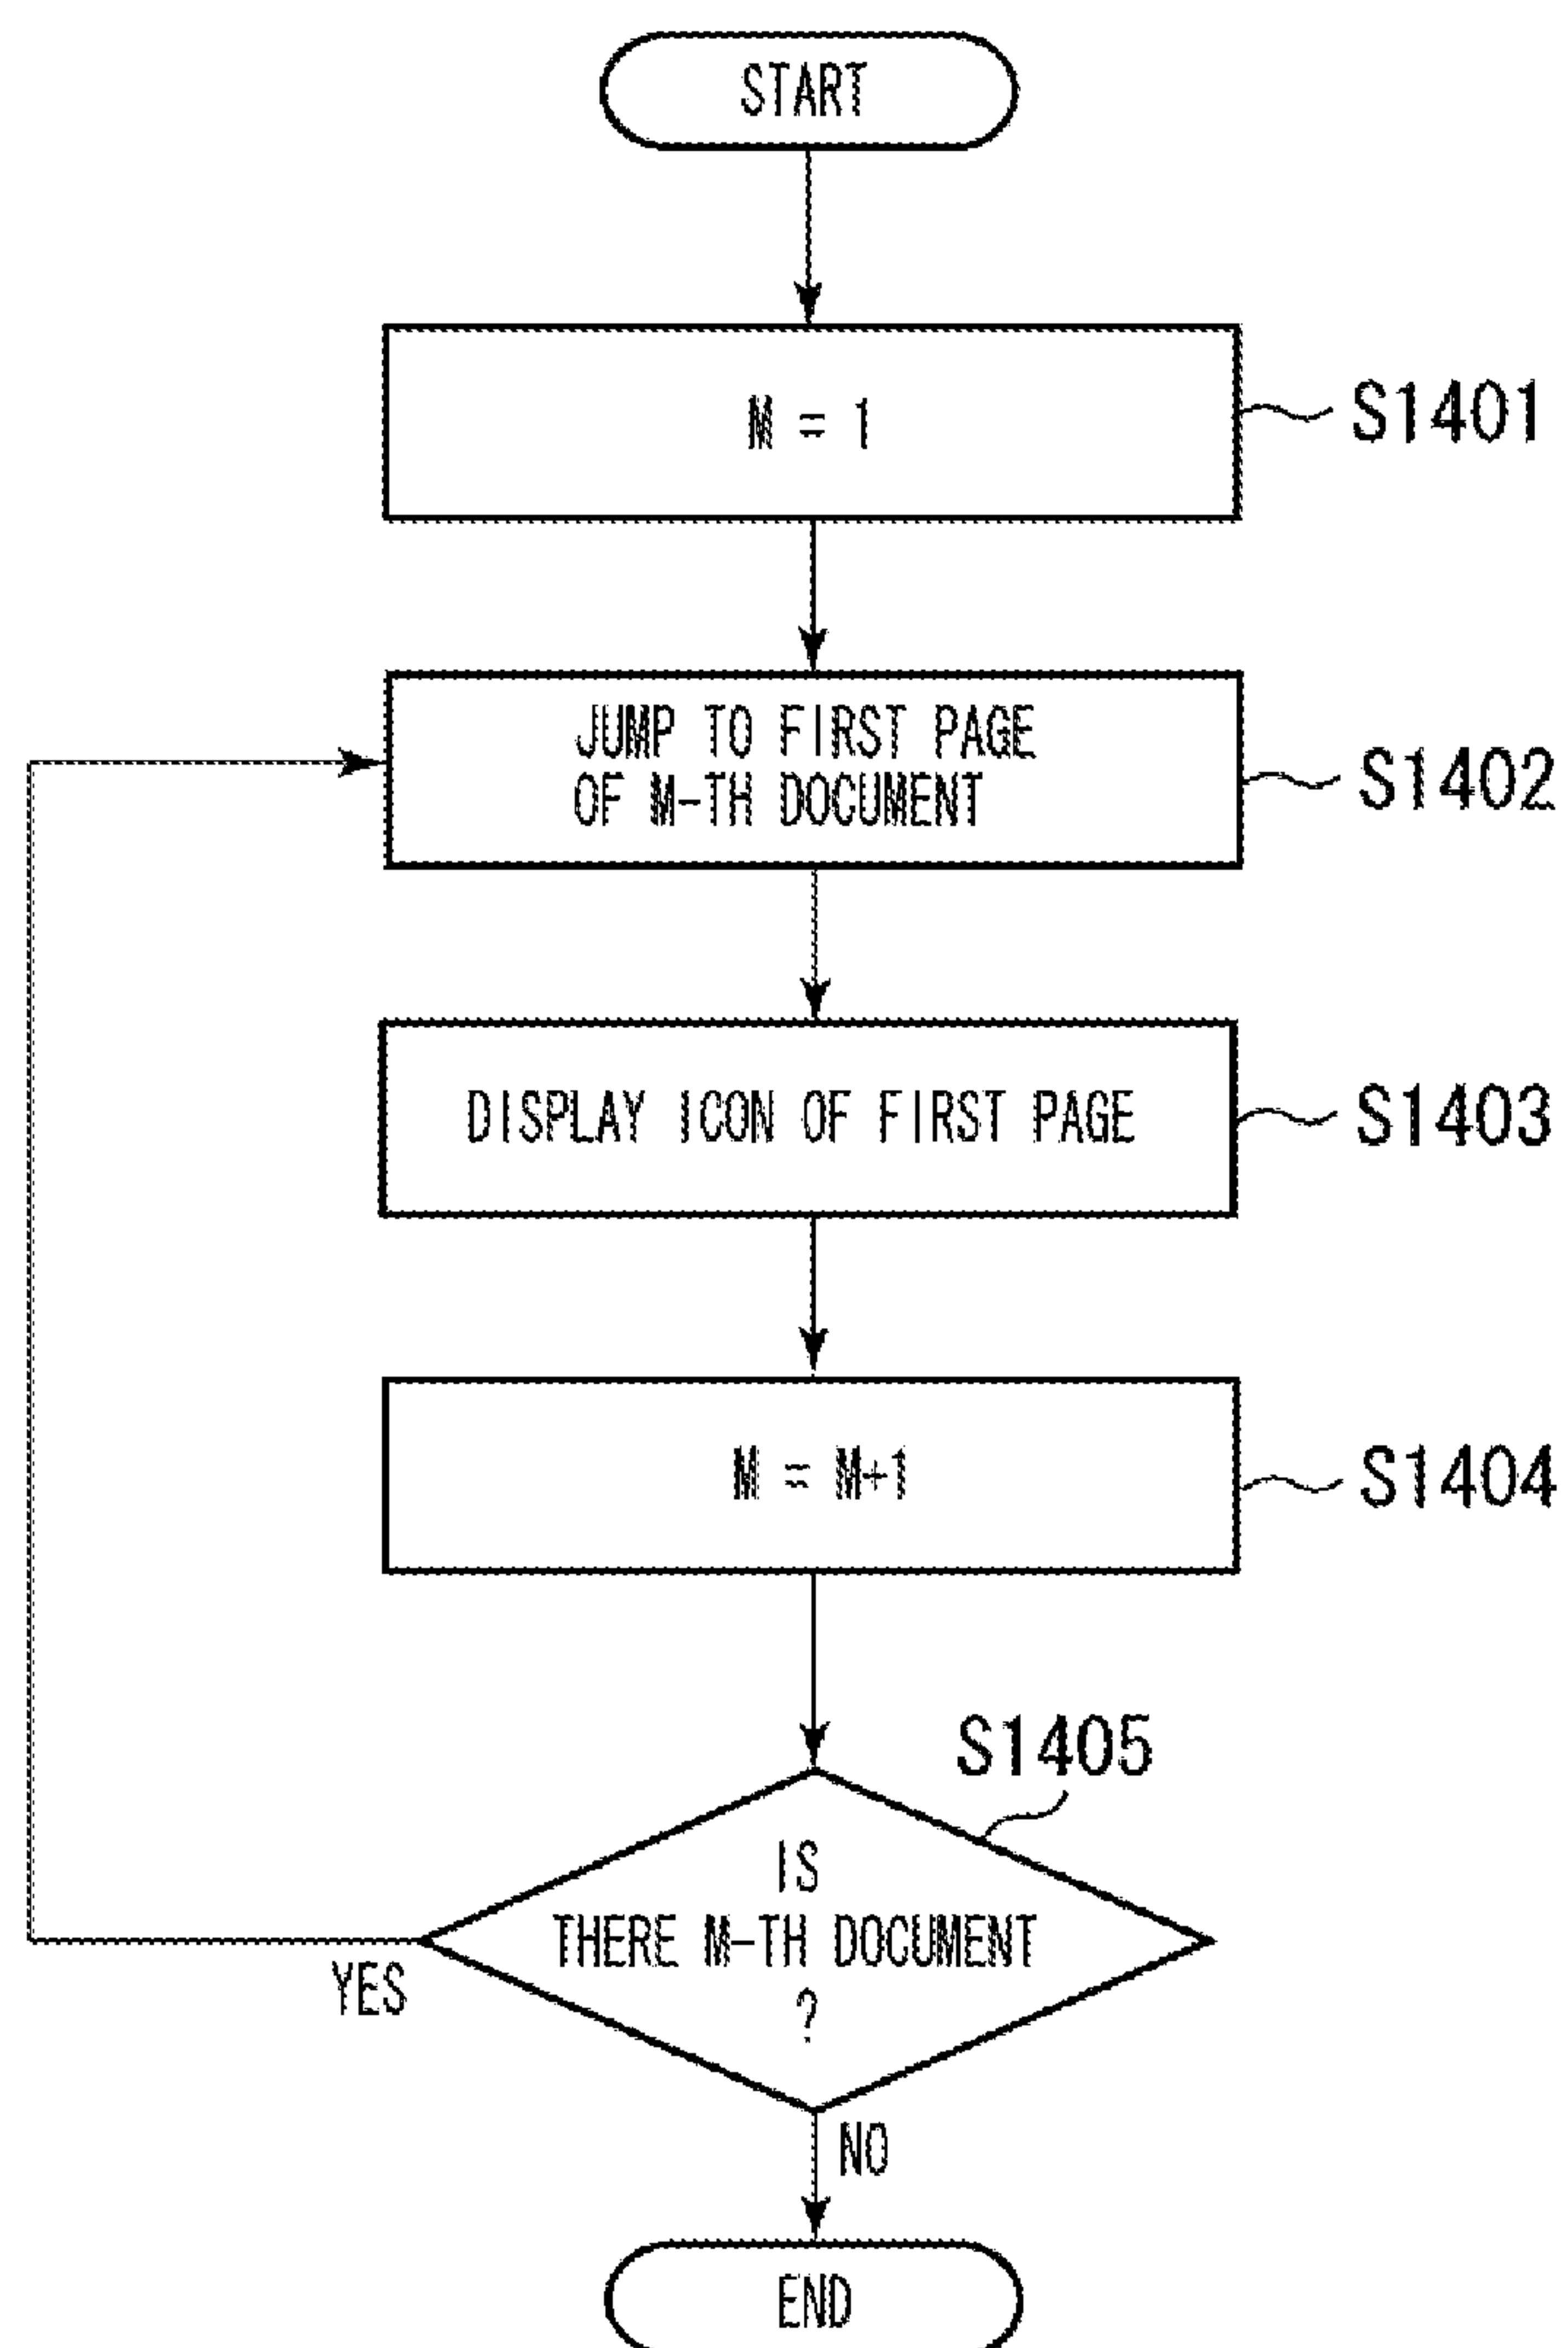 START
M = 1
S1401
JUMP TO FIRST PAGE
OF M-TH DOCUMENT
S1402
DISPLAY ICON OF FIRST PAGE
S1403
M = M+1
S1404
S1405
IS
THERE M-TH DOCUMENT
?
YES
NO
END